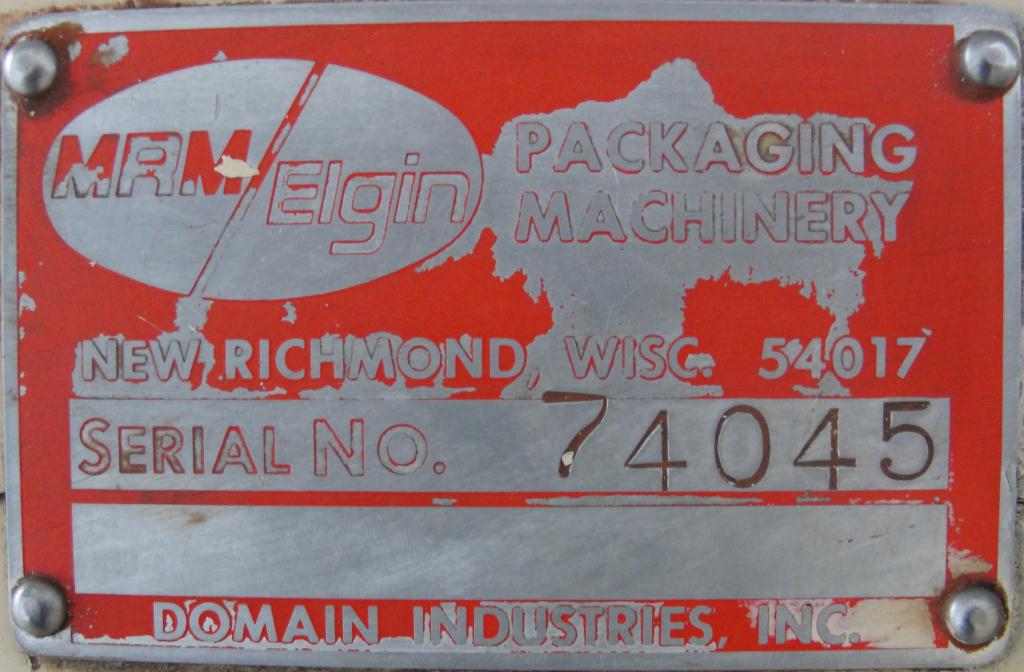 MRM/Elgin
PACKAGING
MACHINERY
NEW RICHMOND, WISC. 54017
SERIAL NO. 74045
DOMAIN INDUSTRIES, INC.